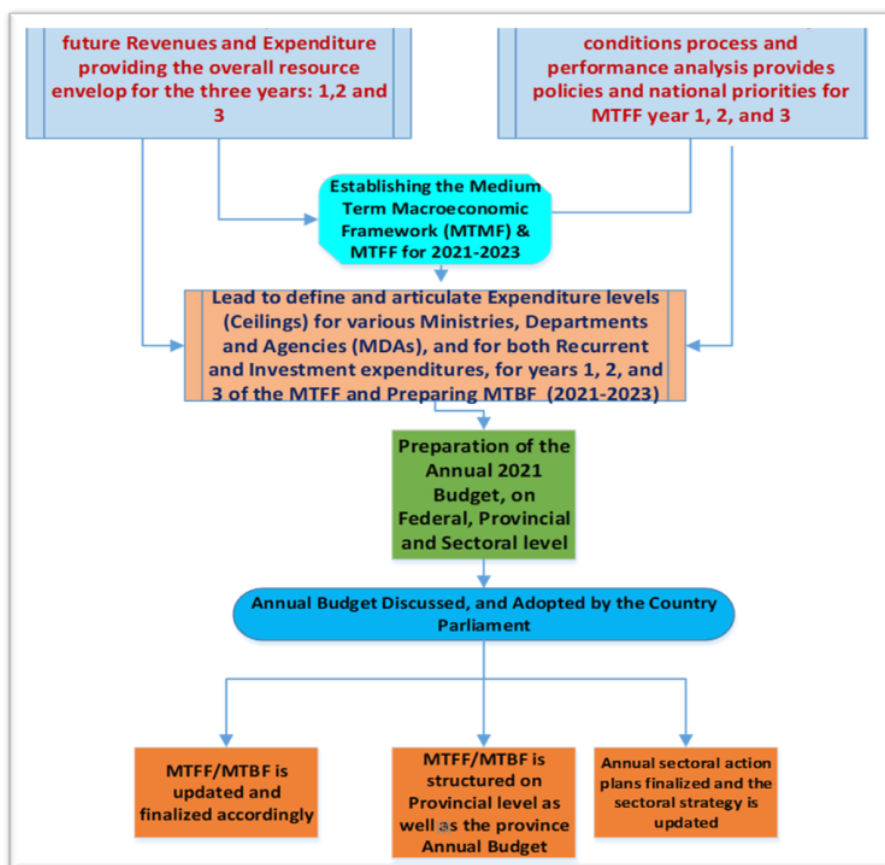 future Revenues and Expenditure
providing the overall resource
envelop for the three years: 1,2 and
3
conditions process and
performance analysis provides
policies and national priorities for
MTFF year 1, 2, and 3
Establishing the Medium
Term Macroeconomic
Framework (MTMF) &
MTFF for 2021-2023
Lead to define and articulate Expenditure levels
(Ceilings) for various Ministries, Departments
and Agencies (MDAs), and for both Recurrent
and Investment expenditures, for years 1, 2, and
3 of the MTFF and Preparing MTBF (2021-2023)
Preparation of the
Annual 2021
Budget, on
Federal, Provincial
and Sectoral level
Annual Budget Discussed, and Adopted by the Country
Parliament
MTFF/MTBF is
updated and
finalized accordingly
MTFF/MTBF is
structured on
Provincial level as
well as the province
Annual Budget
Annual sectoral action
plans finalized and the
sectoral strategy is
updated